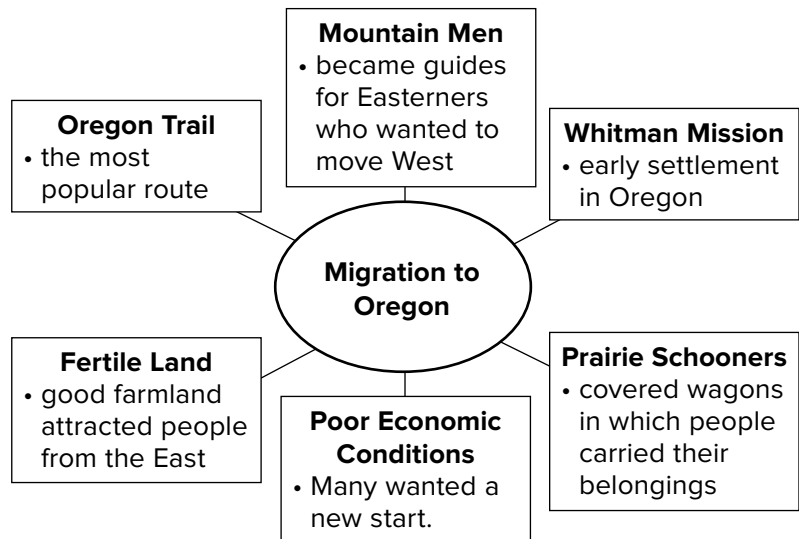 Mountain Men
• became guides
for Easterners
who wanted to
move West
Oregon Trail
• the most
popular route
Whitman Mission
• early settlement
in Oregon
Migration to
Oregon
Fertile Land
• good farmland
attracted people
from the East
Poor Economic
Conditions
• Many wanted a
new start.
Prairie Schooners
• covered wagons
in which people
carried their
belongings